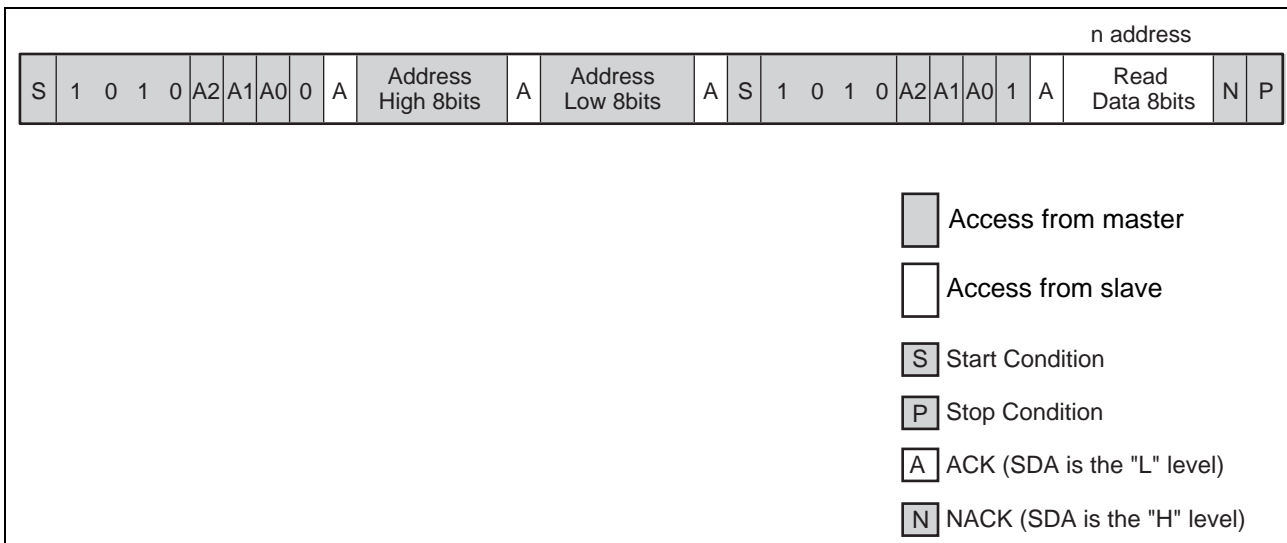 n address
S 1 0 1 0 A2 A1 A0 0 A Address High 8bits A Address Low 8bits A S 1 0 1 0 A2 A1 A0 1 A Read Data 8bits N P
Access from master
Access from slave
S Start Condition
P Stop Condition
A ACK (SDA is the "L" level)
N NACK (SDA is the "H" level)